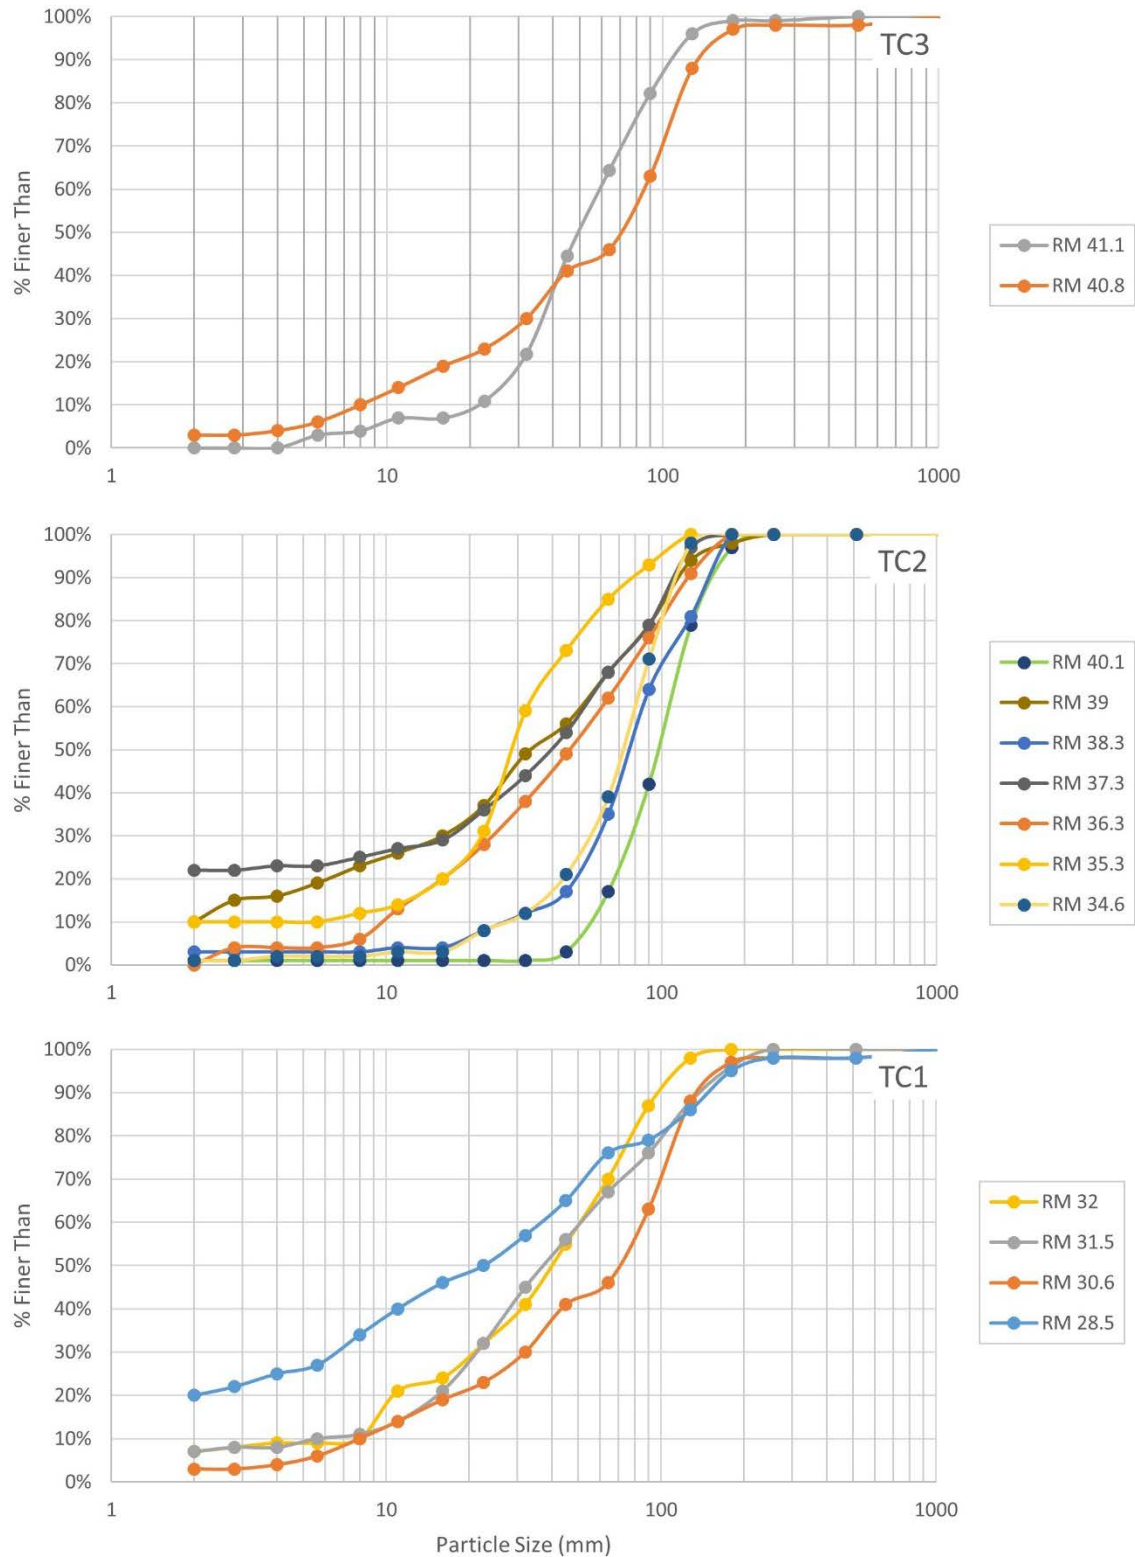 100%
90%
80%
70%
60%
50%
40%
30%
20%
10%
0%
% Finer Than
TC3
1 10 100 1000
RM 41.1
RM 40.8
100%
90%
80%
70%
60%
50%
40%
30%
20%
10%
0%
% Finer Than
TC2
1 10 100 1000
RM 40.1
RM 39
RM 38.3
RM 37.3
RM 36.3
RM 35.3
RM 34.6
100%
90%
80%
70%
60%
50%
40%
30%
20%
10%
0%
% Finer Than
TC1
1 10 100 1000
Particle Size (mm)
RM 32
RM 31.5
RM 30.6
RM 28.5